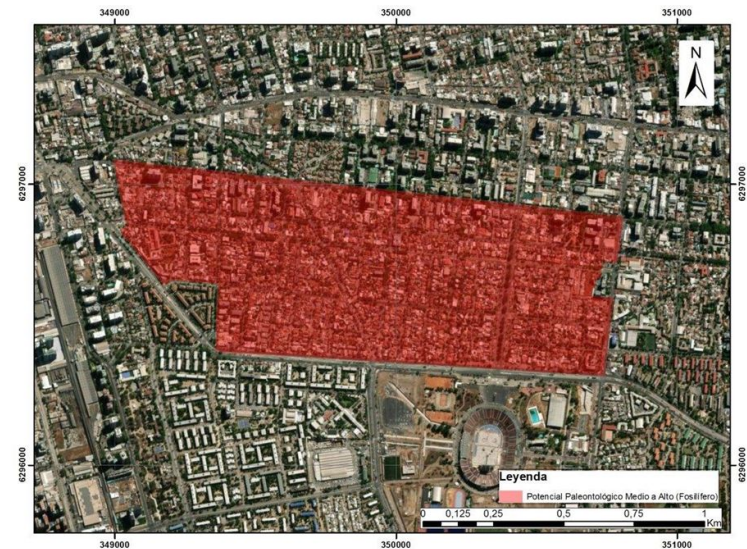 349000 350000 351000
N
6297000 6297000
6296000 6296000
Leyenda
Potencial Paleontológico Medio a Alto (Fosilífero)
0 0,125 0,25 0,5 0,75 1
Km
349000 350000 351000